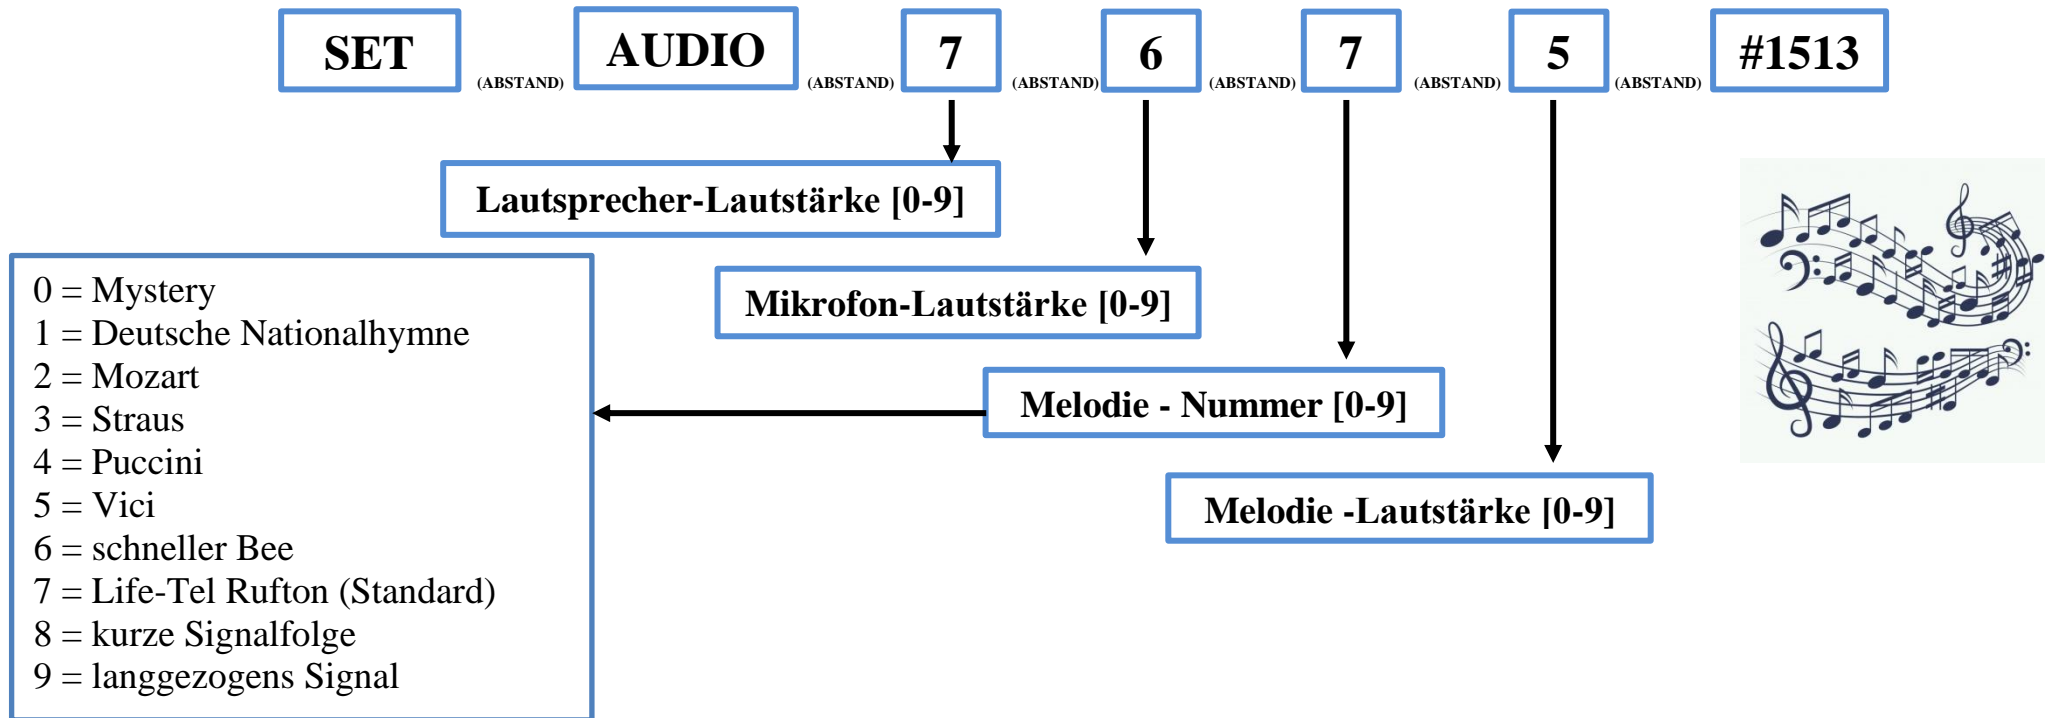 SET (ABSTAND) AUDIO (ABSTAND) 7 (ABSTAND) 6 (ABSTAND) 7 (ABSTAND) 5 (ABSTAND) #1513
Lautsprecher-Lautstärke [0-9]
Mikrofon-Lautstärke [0-9]
Melodie - Nummer [0-9]
Melodie -Lautstärke [0-9]
0 = Mystery
1 = Deutsche Nationalhymne
2 = Mozart
3 = Straus
4 = Puccini
5 = Vici
6 = schneller Bee
7 = Life-Tel Rufton (Standard)
8 = kurze Signalfolge
9 = langgezogens Signal